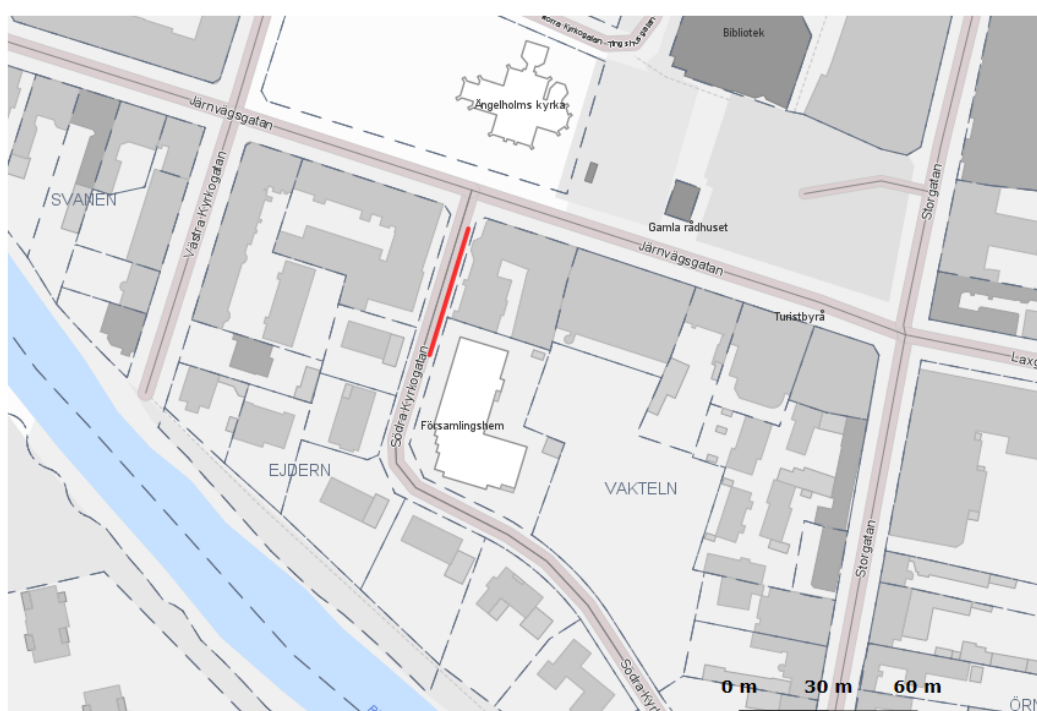 Bibliotek
Ängelholms kyrka
Järnvägsgatan
Storgatan
SVANEN
Västra Kyrkogatan
Gamla rådhuset
Järnvägsgatan
Turistbyrå
Södra Kyrkogatan
Församlingshem
EJDERN
VAKTELN
Storgatan
0 m 30 m 60 m